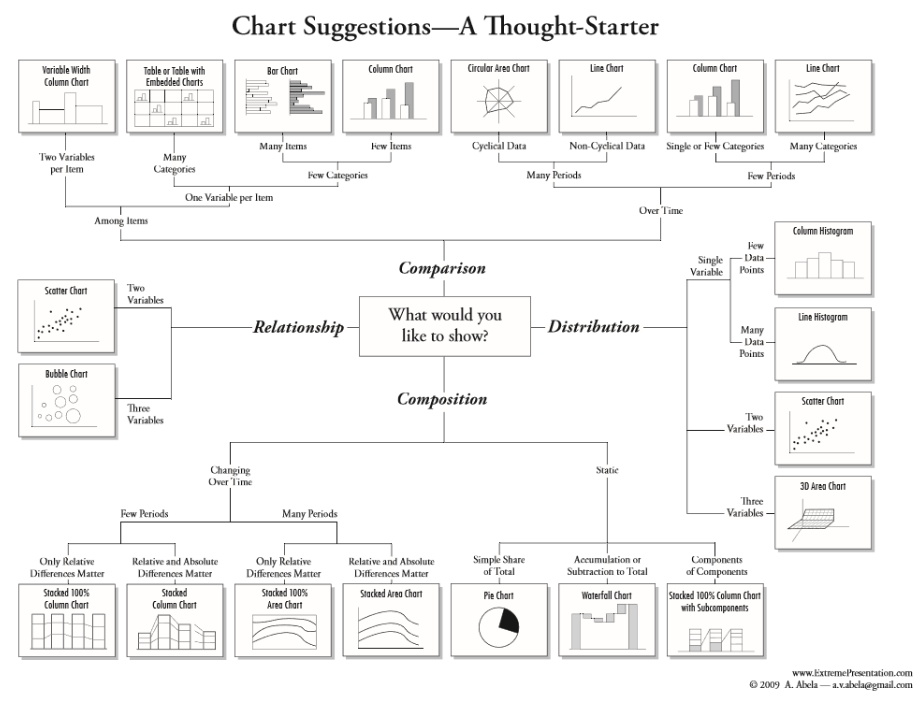 Chart Suggestions—A Thought-Starter
Variable Width
Column Chart
Table or Table with
Embedded Charts
Bar Chart
Column Chart
Circular Area Chart
Line Chart
Column Chart
Line Chart
Two Variables
per Item
Many
Categories
Many Items
Few Items
Cyclical Data
Non-Cyclical Data
Single or Few Categories
Many Categories
Few Categories
Many Periods
Few Periods
One Variable per Item
Among Items
Over Time
Comparison
What would you
like to show?
Relationship
Two
Variables
Scatter Chart
Bubble Chart
Three
Variables
Distribution
Single
Variable
Few
Data
Points
Column Histogram
Many
Data
Points
Line Histogram
Two
Variables
Scatter Chart
Three
Variables
3D Area Chart
Composition
Changing
Over Time
Static
Few Periods
Many Periods
Only Relative
Differences Matter
Relative and Absolute
Differences Matter
Only Relative
Differences Matter
Relative and Absolute
Differences Matter
Simple Share
of Total
Accumulation or
Subtraction to Total
Components
of Components
Stacked 100%
Column Chart
Stacked
Column Chart
Stacked 100%
Area Chart
Stacked Area Chart
Pie Chart
Waterfall Chart
Stacked 100% Column Chart
with Subcomponents
www.ExtremePresentation.com
© 2009 A. Abela — a.v.abela@gmail.com